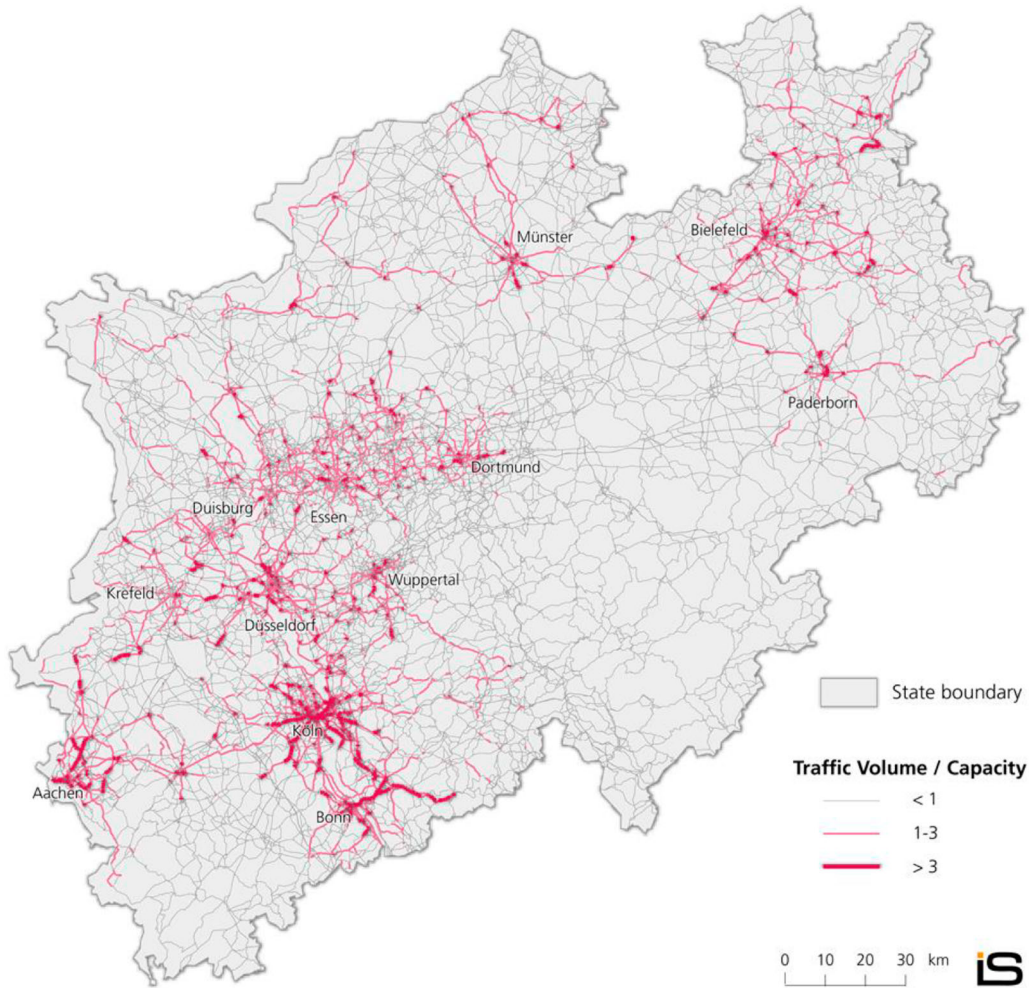 Münster
Bielefeld
Paderborn
Dortmund
Duisburg
Essen
Krefeld
Wuppertal
Düsseldorf
Köln
Aachen
Bonn
State boundary
Traffic Volume / Capacity
< 1
1-3
> 3
0 10 20 30 km
iS